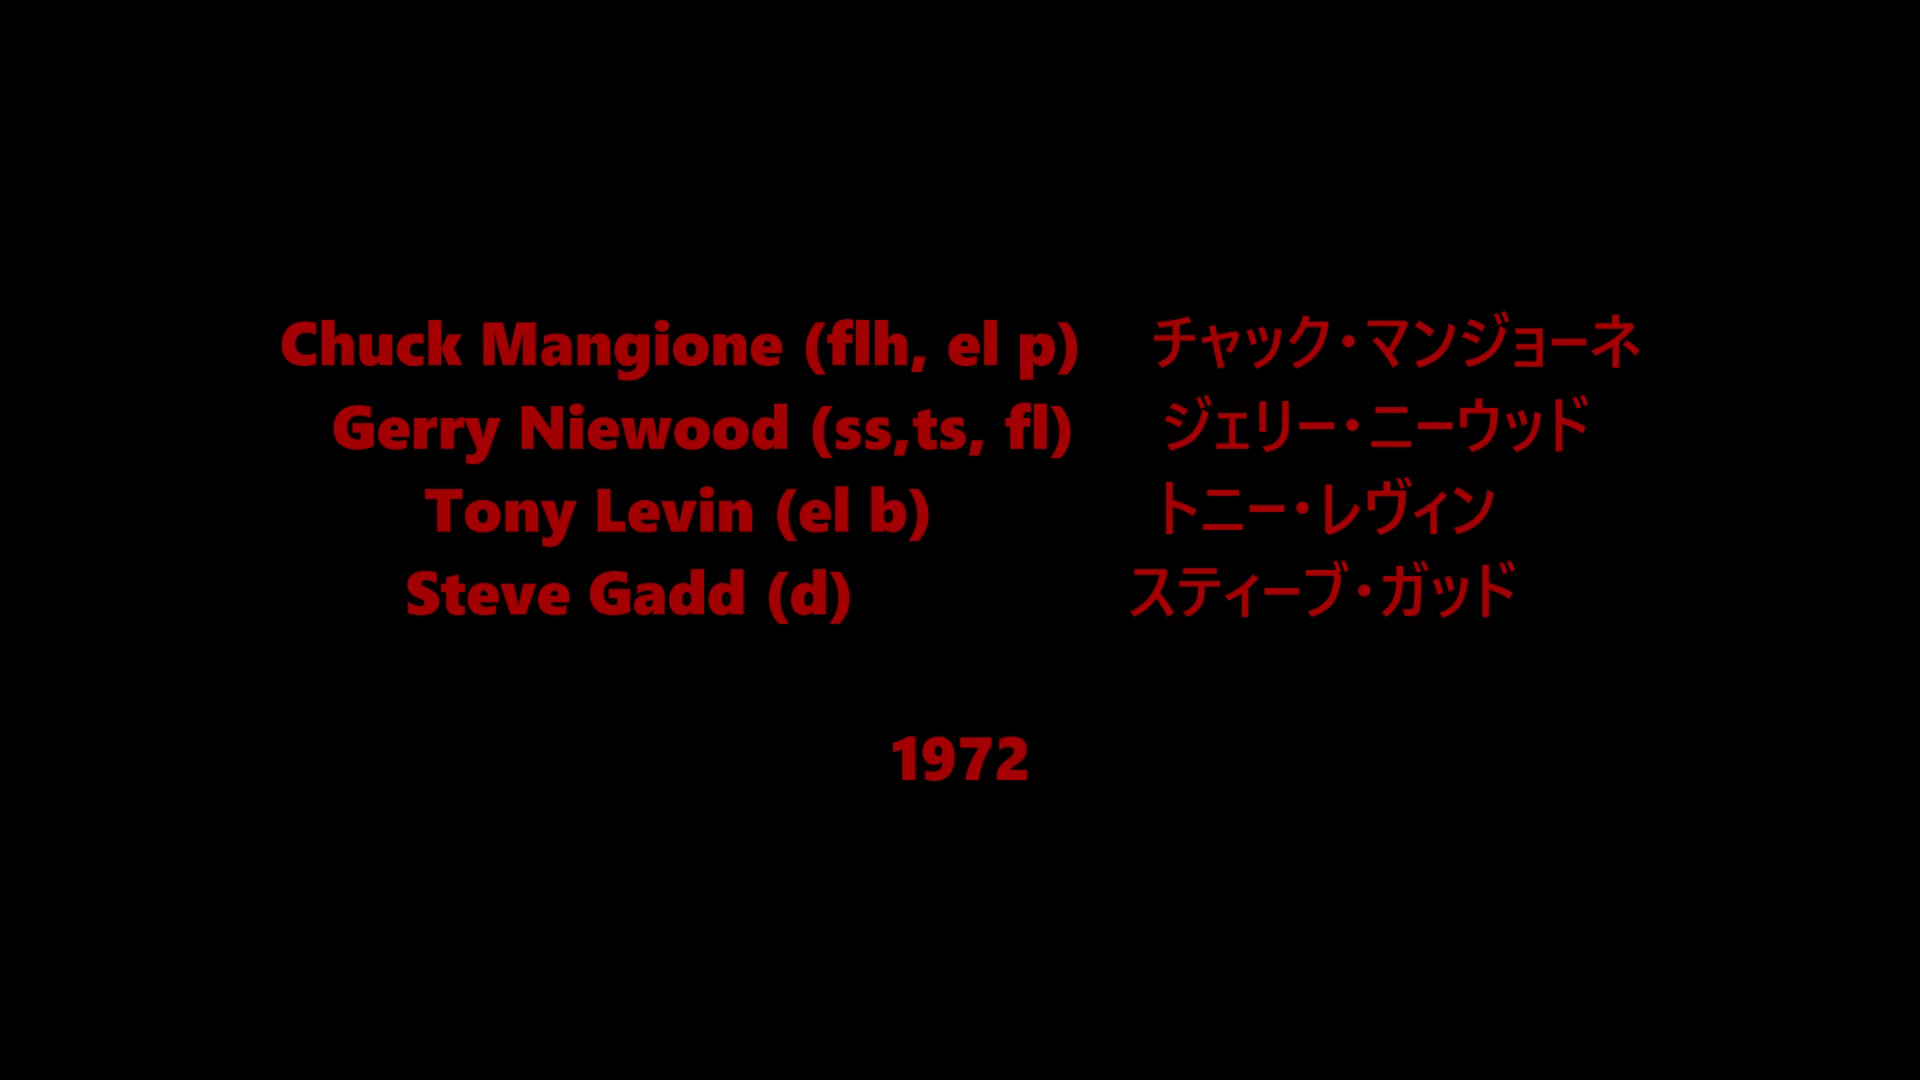 Chuck Mangione (flh, el p) チャック・マンジョーネ
Gerry Niewood (ss,ts, fl) ジェリー・ニーウッド
Tony Levin (el b) トニー・レヴィン
Steve Gadd (d) スティーブ・ガッド
1972